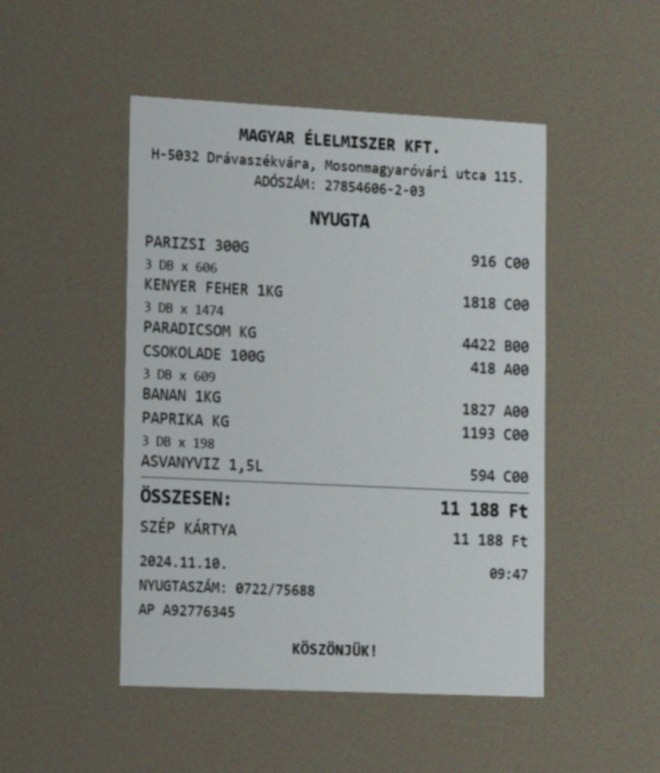 MAGYAR ÉLELMISZER KFT.
H-5032 Drávaszékvára, Mosonmagyaróvári utca 115.
ADÓSZÁM: 27854606-2-03
NYUGTA
PARIZSI 300G 916 C00
3 DB x 606
KENYER FEHER 1KG 1818 C00
3 DB x 1474
PARADICSOM KG 4422 B00
CSOKOLADE 100G 418 A00
3 DB x 609
BANAN 1KG 1827 A00
PAPRIKA KG 1193 C00
3 DB x 198
ASVANYVIZ 1,5L 594 C00
ÖSSZESEN: 11 188 Ft
SZÉP KÁRTYA 11 188 Ft
2024.11.10. 09:47
NYUGTASZÁM: 0722/75688
AP A92776345
KÖSZÖNJÜK!